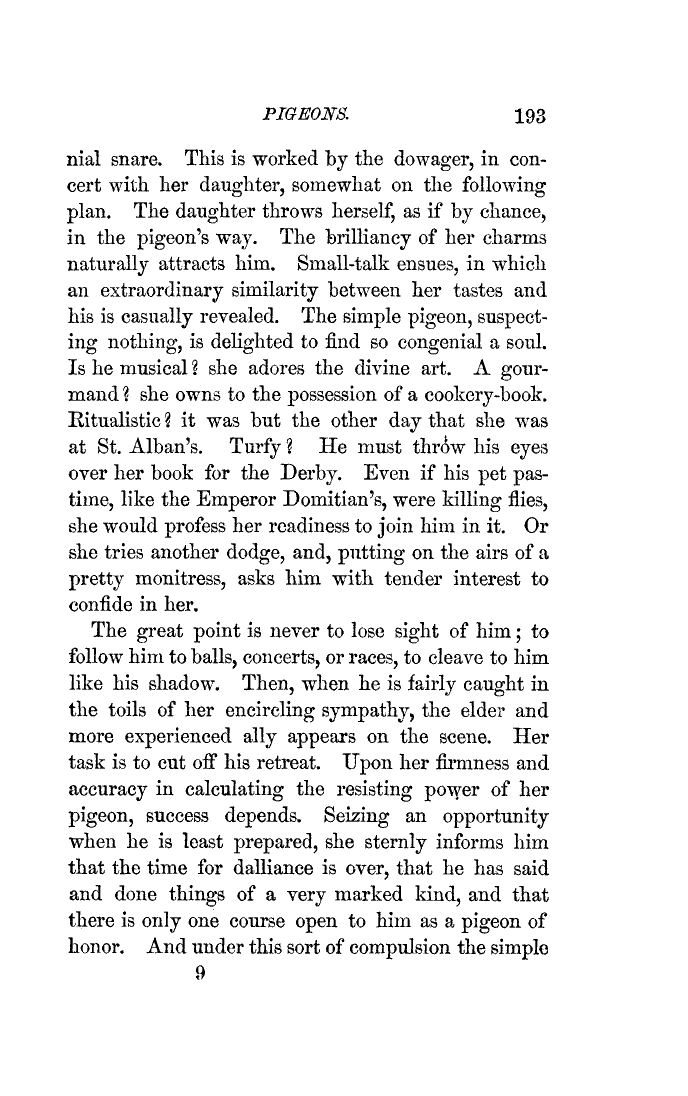 PIGEONS. 193
nial snare. This is worked by the dowager, in con-
cert with her daughter, somewhat on the following
plan. The daughter throws herself, as if by chance,
in the pigeon's way. The brilliancy of her charms
naturally attracts him. Small-talk ensues, in which
an extraordinary similarity between her tastes and
his is casually revealed. The simple pigeon, suspect-
ing nothing, is delighted to find so congenial a soul.
Is he musical? she adores the divine art. A gour-
mand? she owns to the possession of a cookery-book.
Ritualistic? it was but the other day that she was
at St. Alban's. Turfy? He must throw his eyes
over her book for the Derby. Even if his pet pas-
time, like the Emperor Domitian's, were killing flies,
she would profess her readiness to join him in it. Or
she tries another dodge, and, putting on the airs of a
pretty monitress, asks him with tender interest to
confide in her.
The great point is never to lose sight of him; to
follow him to balls, concerts, or races, to cleave to him
like his shadow. Then, when he is fairly caught in
the toils of her encircling sympathy, the elder and
more experienced ally appears on the scene. Her
task is to cut off his retreat. Upon her firmness and
accuracy in calculating the resisting power of her
pigeon, success depends. Seizing an opportunity
when he is least prepared, she sternly informs him
that the time for dalliance is over, that he has said
and done things of a very marked kind, and that
there is only one course open to him as a pigeon of
honor. And under this sort of compulsion the simple
9